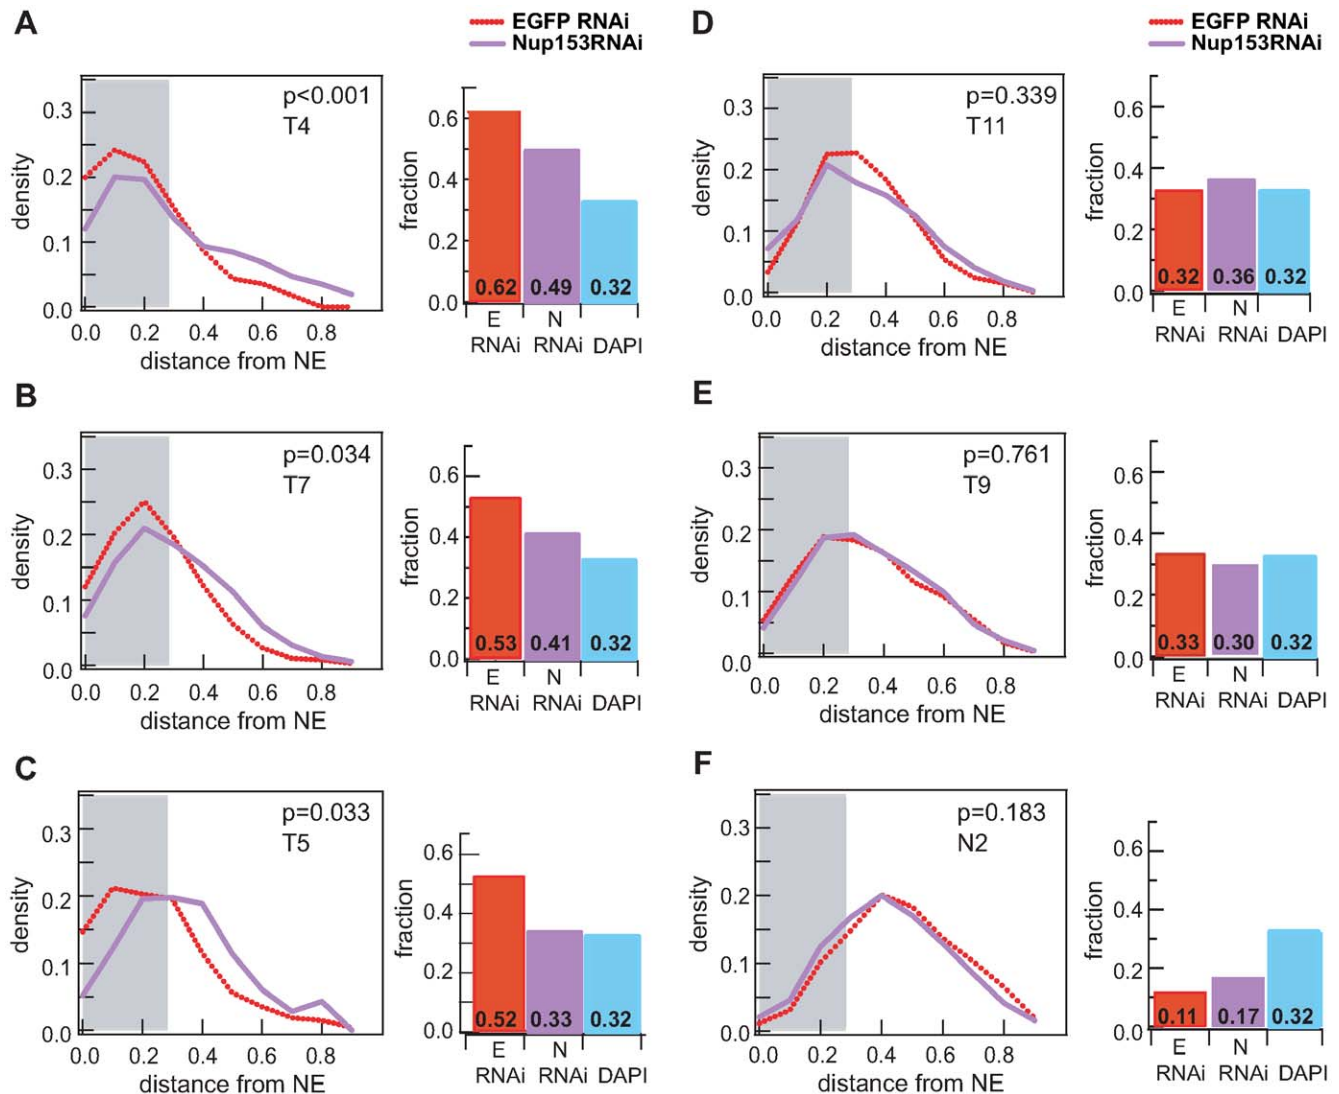 A
EGFP RNAi
Nup153RNAi
p<0.001
T4
0.3
0.2
0.1
0.0
density
0.0 0.2 0.4 0.6 0.8
distance from NE
0.6
0.4
0.2
0.0
fraction
0.62 0.49 0.32
E N
RNAi RNAi DAPI
B
p=0.034
T7
0.3
0.2
0.1
0.0
density
0.0 0.2 0.4 0.6 0.8
distance from NE
0.6
0.4
0.2
0.0
fraction
0.53 0.41 0.32
E N
RNAi RNAi DAPI
C
p=0.033
T5
0.3
0.2
0.1
0.0
density
0.0 0.2 0.4 0.6 0.8
distance from NE
0.6
0.4
0.2
0.0
fraction
0.52 0.33 0.32
E N
RNAi RNAi DAPI
D
EGFP RNAi
Nup153RNAi
p=0.339
T11
0.3
0.2
0.1
0.0
density
0.0 0.2 0.4 0.6 0.8
distance from NE
0.6
0.4
0.2
0.0
fraction
0.32 0.36 0.32
E N
RNAi RNAi DAPI
E
p=0.761
T9
0.3
0.2
0.1
0.0
density
0.0 0.2 0.4 0.6 0.8
distance from NE
0.6
0.4
0.2
0.0
fraction
0.33 0.30 0.32
E N
RNAi RNAi DAPI
F
p=0.183
N2
0.3
0.2
0.1
0.0
density
0.0 0.2 0.4 0.6 0.8
distance from NE
0.6
0.4
0.2
0.0
fraction
0.11 0.17 0.32
E N
RNAi RNAi DAPI